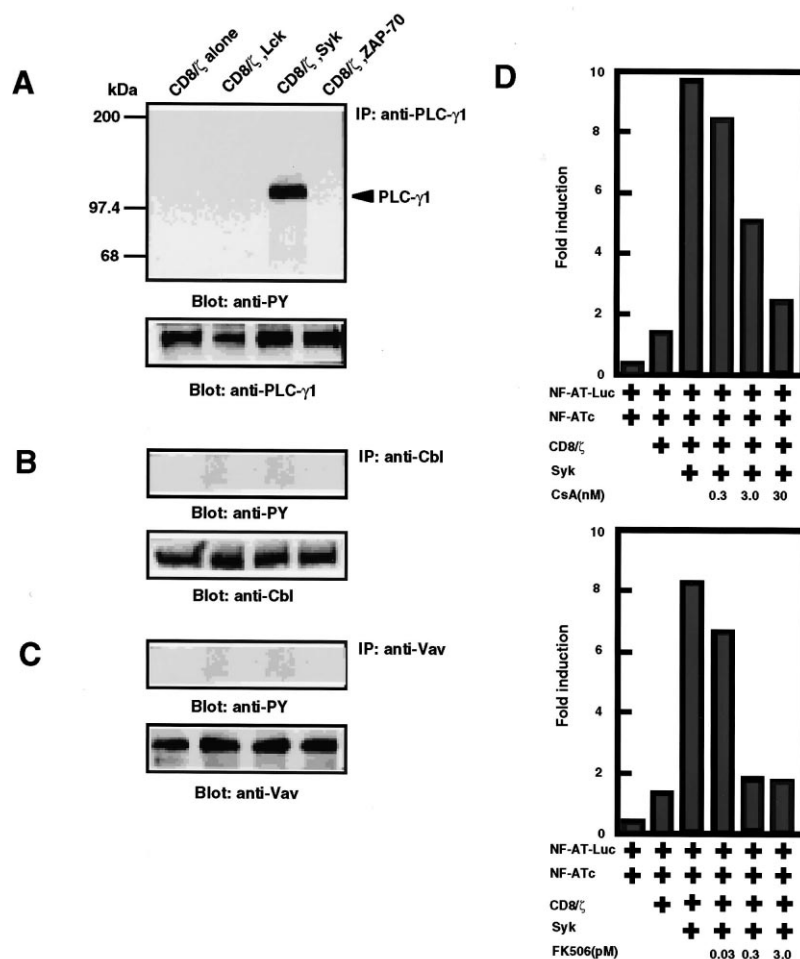 A
kDa
CD8/ζ alone
CD8/ζ ,Lck
CD8/ζ ,Syk
CD8/ζ ,ZAP-70
200
97.4
68
IP: anti-PLC-γ1
PLC-γ1
Blot: anti-PY
Blot: anti-PLC-γ1
B
IP: anti-Cbl
Blot: anti-PY
Blot: anti-Cbl
C
IP: anti-Vav
Blot: anti-PY
Blot: anti-Vav
D
Fold induction
10
8
6
4
2
0
NF-AT-Luc + + + + + +
NF-ATc + + + + + +
CD8/ζ + + + + +
Syk + + + +
CsA(nM) 0.3 3.0 30
Fold induction
10
8
6
4
2
0
NF-AT-Luc + + + + + +
NF-ATc + + + + + +
CD8/ζ + + + + +
Syk + + + +
FK506(pM) 0.03 0.3 3.0